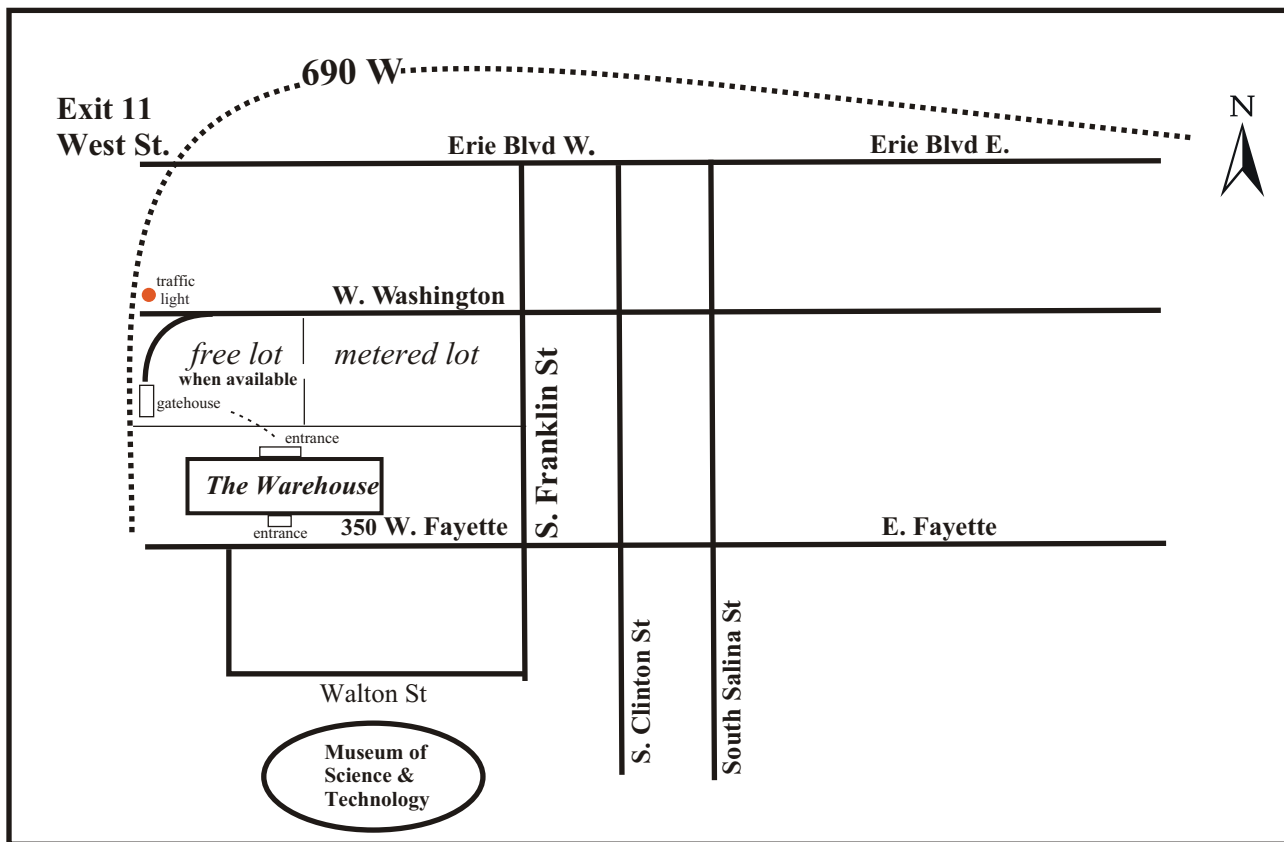 690 W
Exit 11
West St.
N
Erie Blvd W.
Erie Blvd E.
traffic
light
W. Washington
free lot
metered lot
when available
gatehouse
S. Franklin St
entrance
The Warehouse
entrance
350 W. Fayette
E. Fayette
S. Clinton St
South Salina St
Walton St
Museum of
Science &
Technology